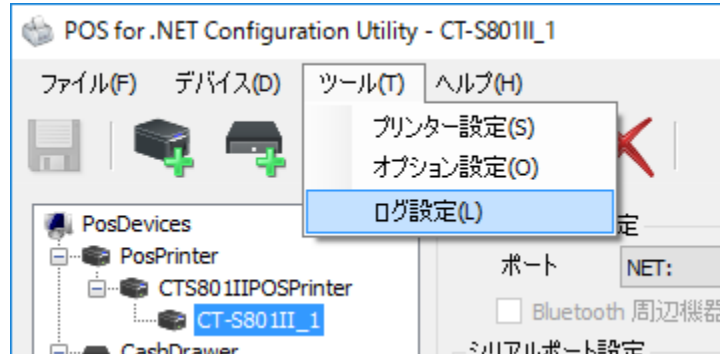 POS for .NET Configuration Utility - CT-S801II_1
ファイル(F) デバイス(D) ツール(T) ヘルプ(H)
プリンター設定(S)
オプション設定(O)
ログ設定(L)
PosDevices
定
PosPrinter
ポート NET:
CTS801IIPOSPrinter
Bluetooth 周辺機器
CT-S801II_1
CashDrawer
シリアルポート設定